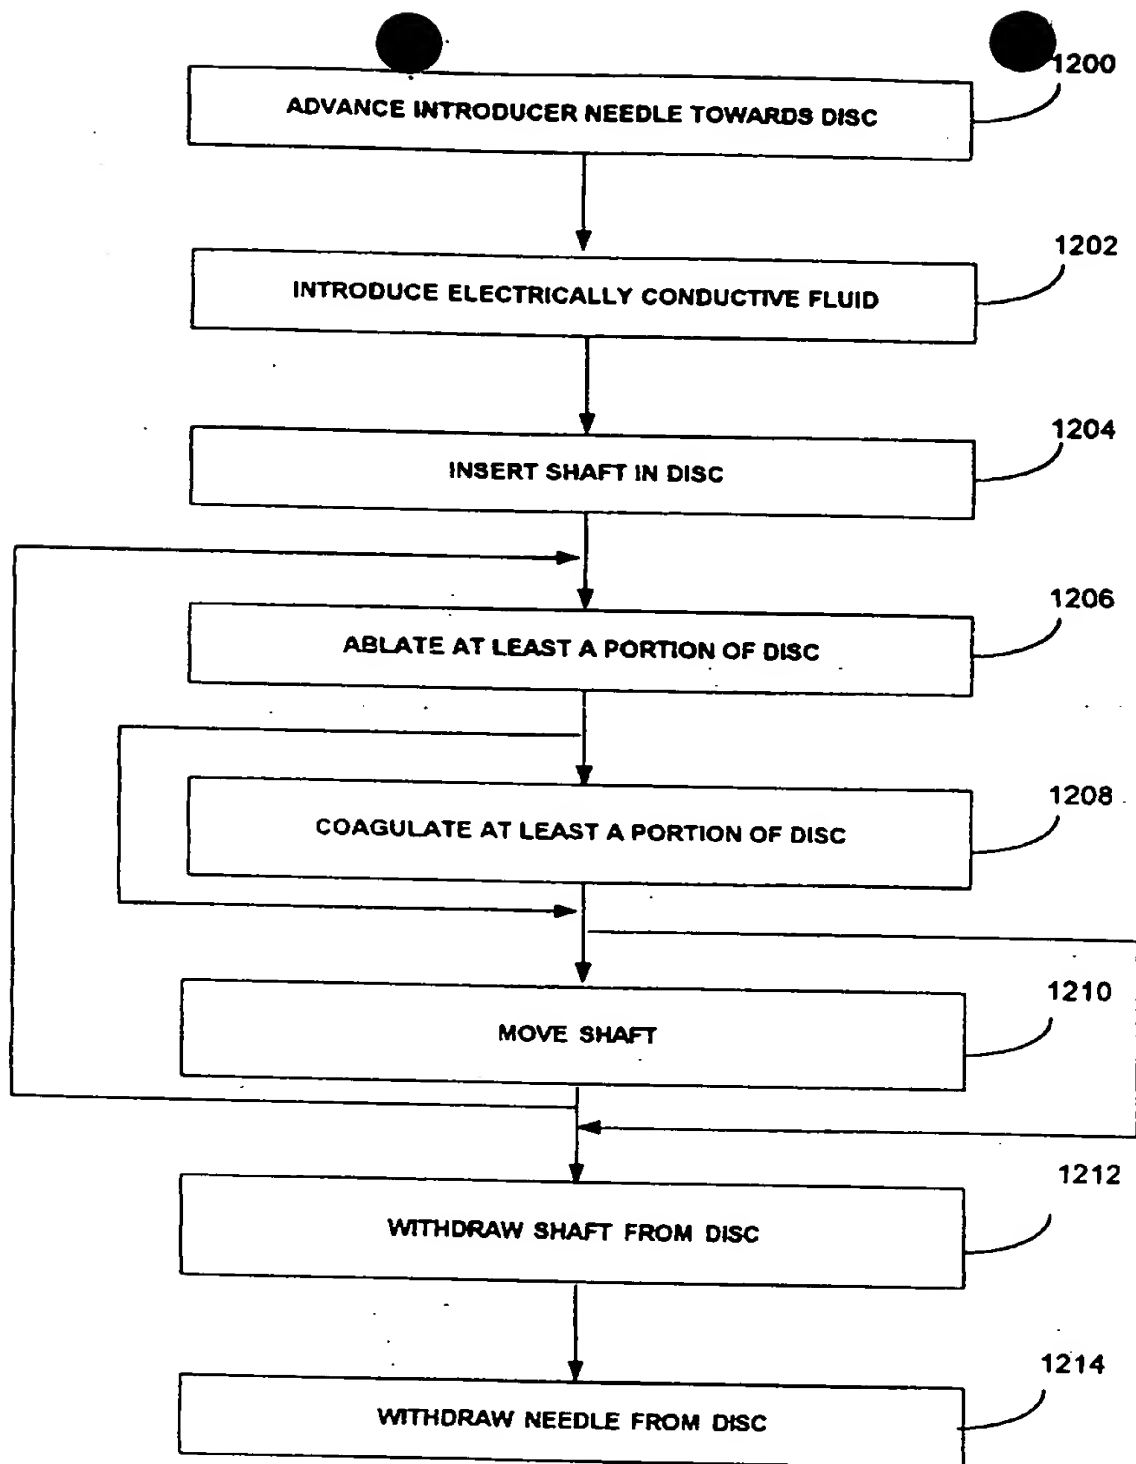 1200
ADVANCE INTRODUCER NEEDLE TOWARDS DISC
1202
INTRODUCE ELECTRICALLY CONDUCTIVE FLUID
1204
INSERT SHAFT IN DISC
1206
ABLATE AT LEAST A PORTION OF DISC
1208
COAGULATE AT LEAST A PORTION OF DISC
1210
MOVE SHAFT
1212
WITHDRAW SHAFT FROM DISC
1214
WITHDRAW NEEDLE FROM DISC